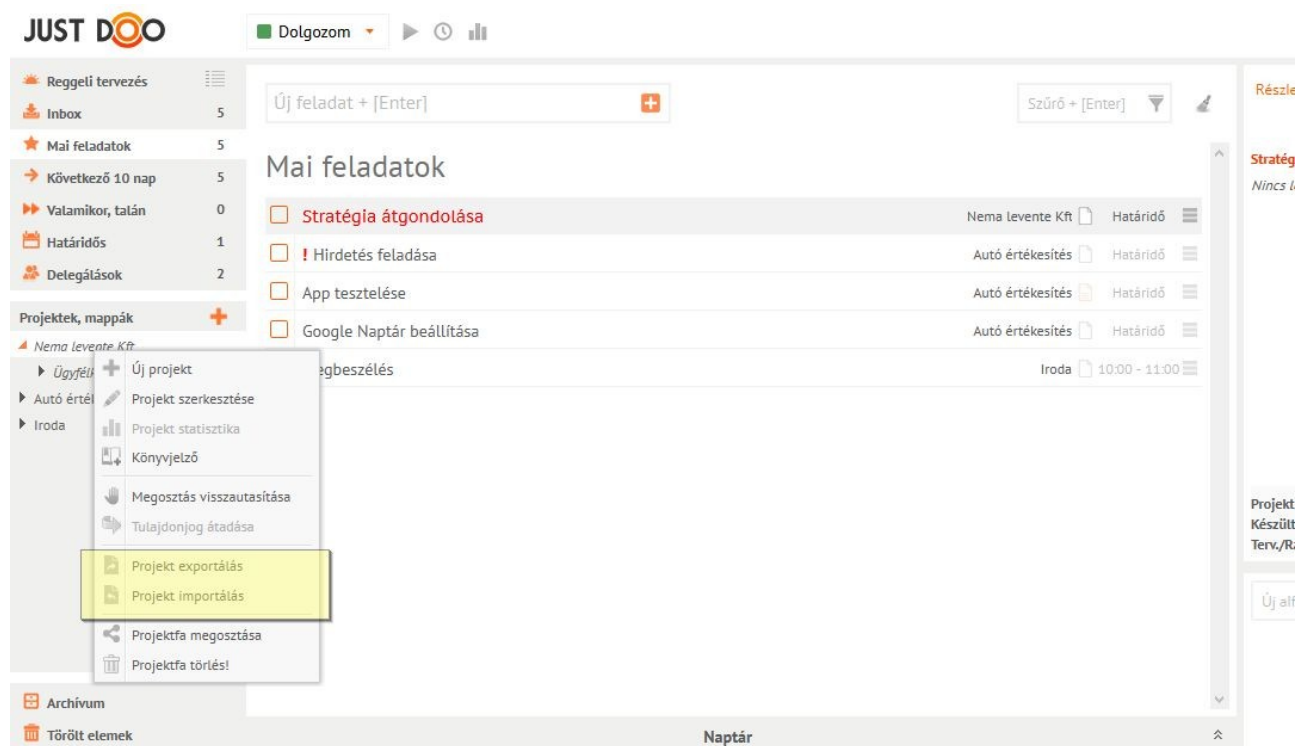 JUST DOO
Dolgozom
Reggeli tervezés
Inbox 5
Mai feladatok 5
Következő 10 nap 5
Valamikor, talán 0
Határidős 1
Delegálások 2
Projektek, mappák
Nema levente Kft
Autó
Iroda
Új projekt
Projekt szerkesztése
Projekt statisztika
Könyvjelző
Megosztás visszautasítása
Tulajdonjog átadása
Projekt exportálás
Projekt importálás
Projektfa megosztása
Projektfa törlés!
Archívum
Törölt elemek
Új feladat + [Enter]
Szűrő + [Enter]
Mai feladatok
Stratégia átgondolása Nema levente Kft Határidő
! Hirdetés feladása Autó értékesítés Határidő
App tesztelése Autó értékesítés Határidő
Google Naptár beállítása Autó értékesítés Határidő
egbeszélés Iroda 10:00 - 11:00
Naptár
Részle
Stratég
Nincs l
Projekt
Készült
Terv./R
Új alf